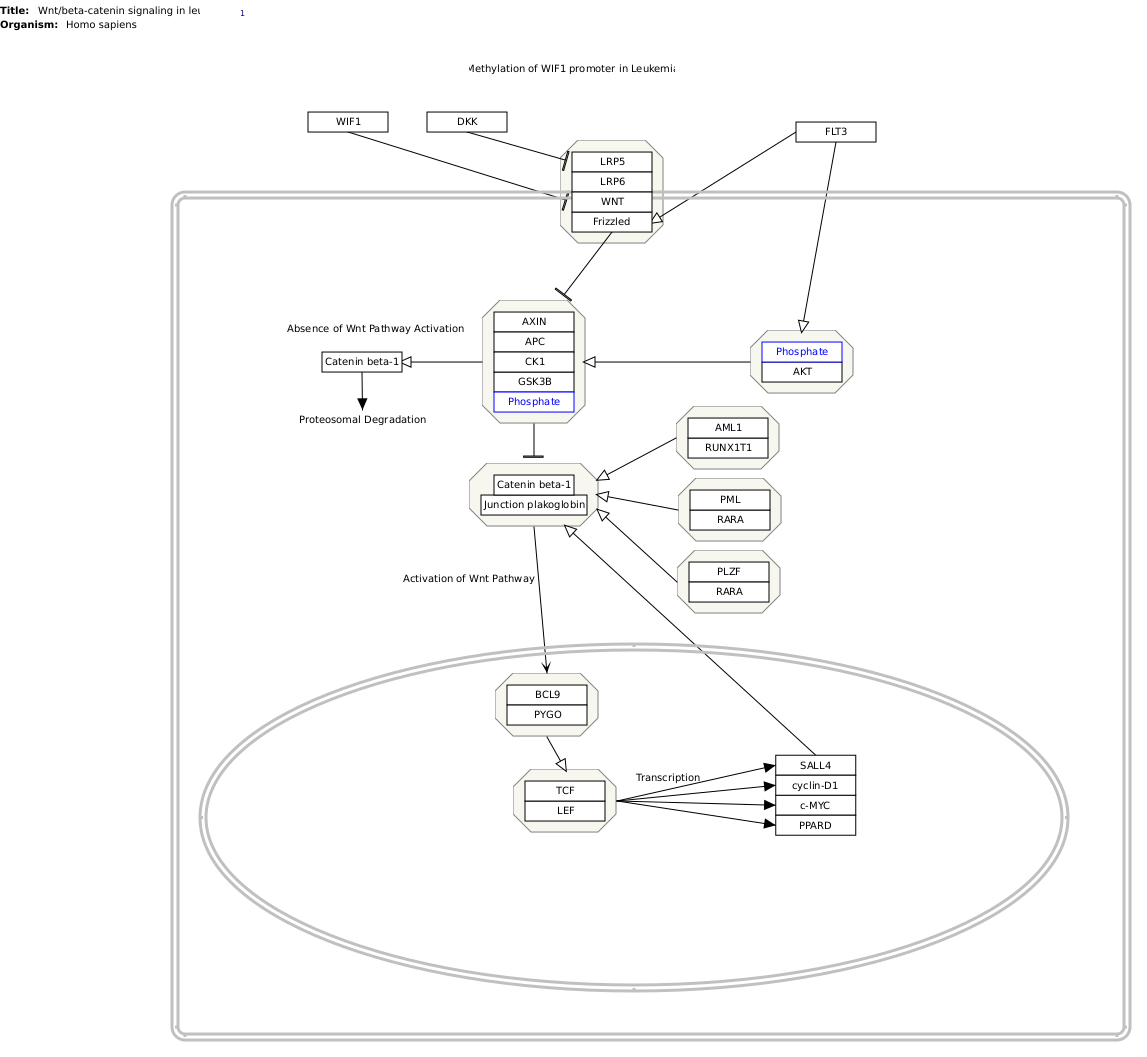 Title: Wnt/beta-catenin signaling in leu
1
Organism: Homo sapiens
Methylation of WIF1 promoter in Leukemia
WIF1
DKK
FLT3
LRP5
LRP6
WNT
Frizzled
AXIN
APC
CK1
GSK3B
Phosphate
Absence of Wnt Pathway Activation
Catenin beta-1
Proteosomal Degradation
Phosphate
AKT
AML1
RUNX1T1
Catenin beta-1
Junction plakoglobin
PML
RARA
PLZF
RARA
Activation of Wnt Pathway
BCL9
PYGO
TCF
LEF
Transcription
SALL4
cyclin-D1
c-MYC
PPARD